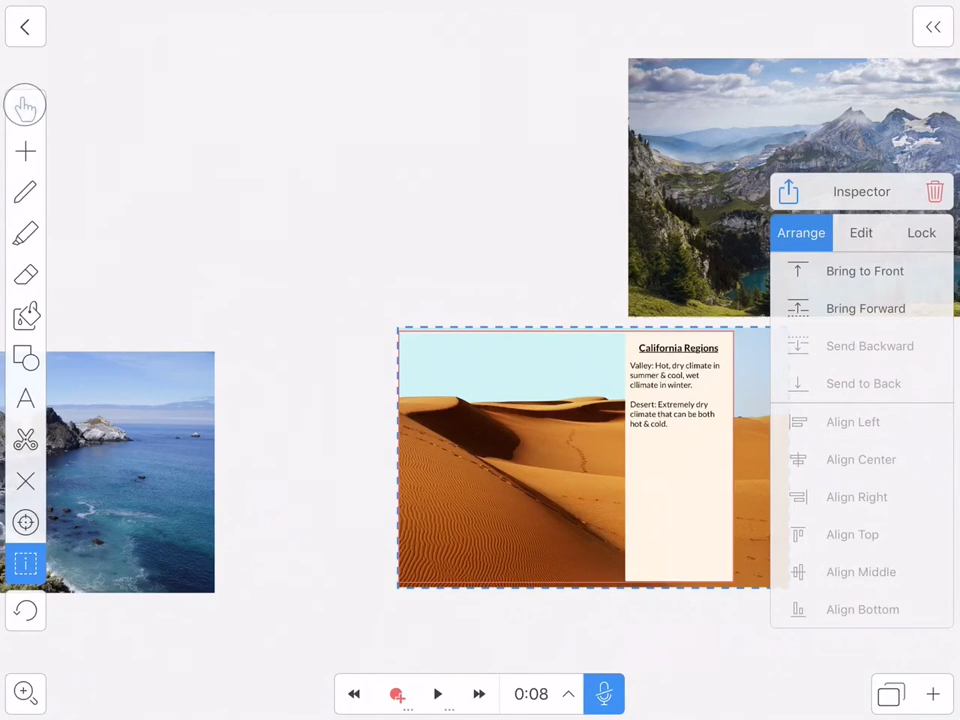 Inspector
Arrange Edit Lock
Bring to Front
Bring Forward
Send Backward
Send to Back
Align Left
Align Center
Align Right
Align Top
Align Middle
Align Bottom
California Regions
Valley: Hot, dry climate in
summer & cool, wet
cllimate in winter.
Desert: Extremely dry
climate that can be both
hot & cold.
A
i
0:08